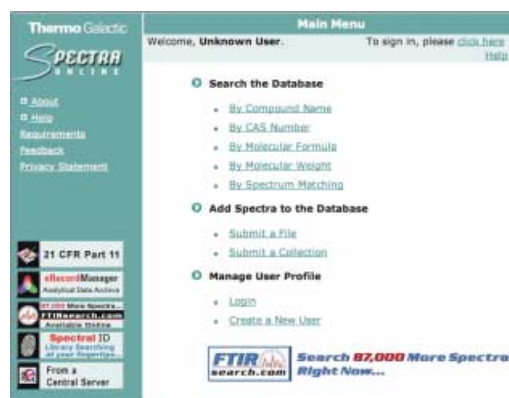 Thermo Galactic
SPECTRA
ONLINE
About
Help
Requirements
Feedback
Privacy Statement
21 CFR Part 11
eRecordManager
Analytical Data Archive
87,000 More Spectra...
FTIRsearch.com
Available Online
Spectral ID
Library Searching
at your fingertips...
From a
Central Server
Main Menu
Welcome, Unknown User.
To sign in, please click here
Help
Search the Database
By Compound Name
By CAS Number
By Molecular Formula
By Molecular Weight
By Spectrum Matching
Add Spectra to the Database
Submit a File
Submit a Collection
Manage User Profile
Login
Create a New User
FTIR
search.com
Search 87,000 More Spectra
Right Now...